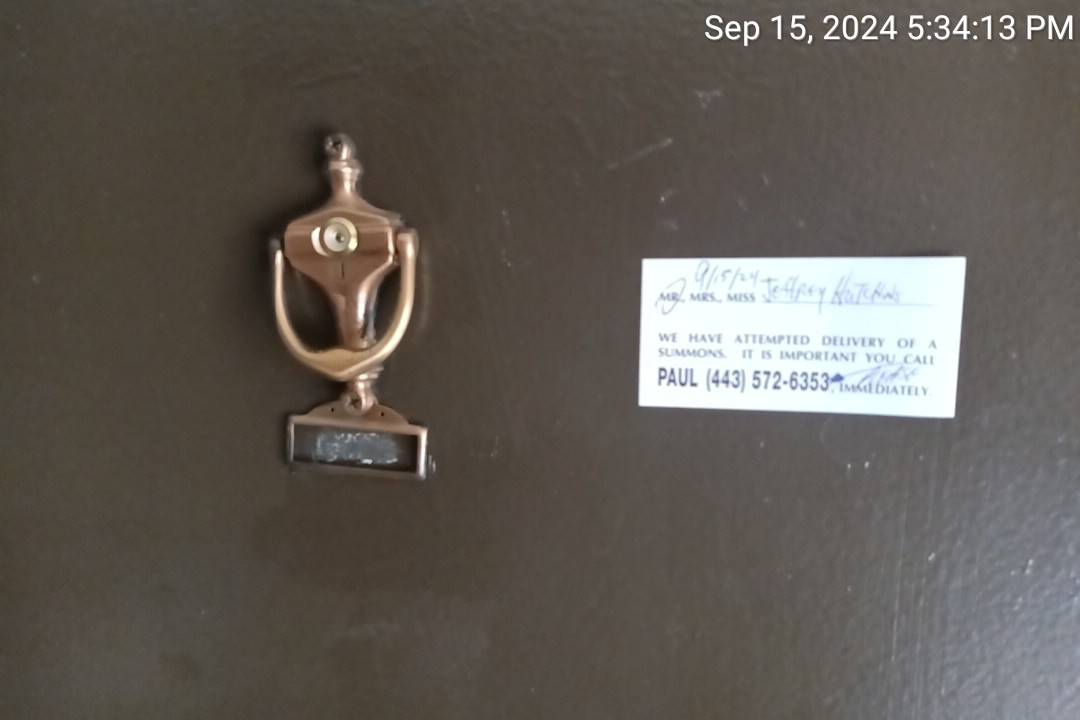 Sep 15, 2024 5:34:13 PM
9/15/24
MR., MRS., MISS Jeffrey Hutchins
WE HAVE ATTEMPTED DELIVERY OF A
SUMMONS. IT IS IMPORTANT YOU CALL
PAUL (443) 572-6353, IMMEDIATELY.